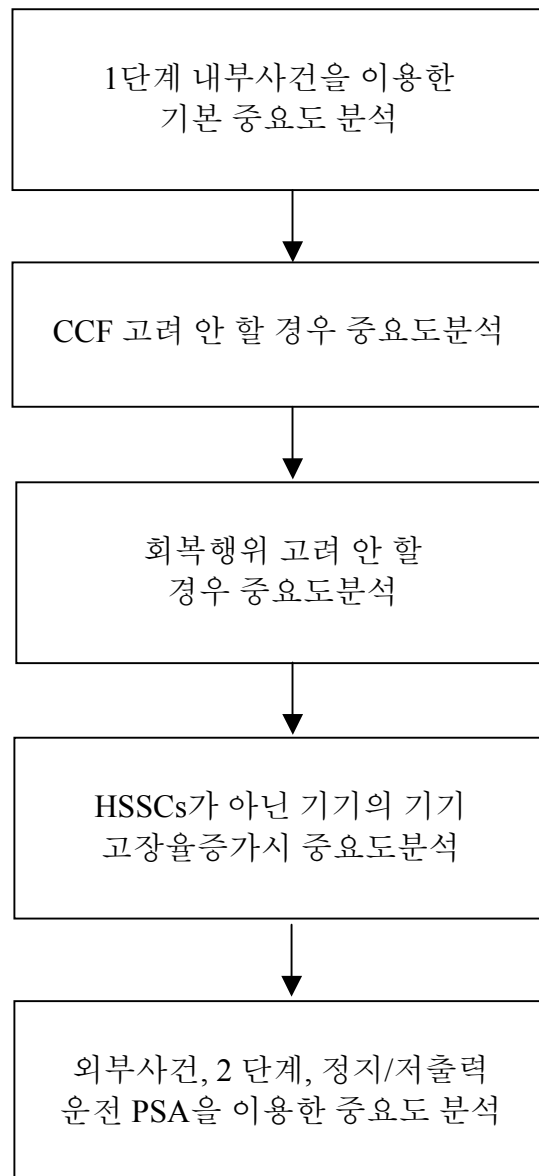 1단계 내부사건을 이용한
기본 중요도 분석
CCF 고려 안 할 경우 중요도분석
회복행위 고려 안 할
경우 중요도분석
HSSCs가 아닌 기기의 기기
고장율증가시 중요도분석
외부사건, 2 단계, 정지/저출력
운전 PSA을 이용한 중요도 분석